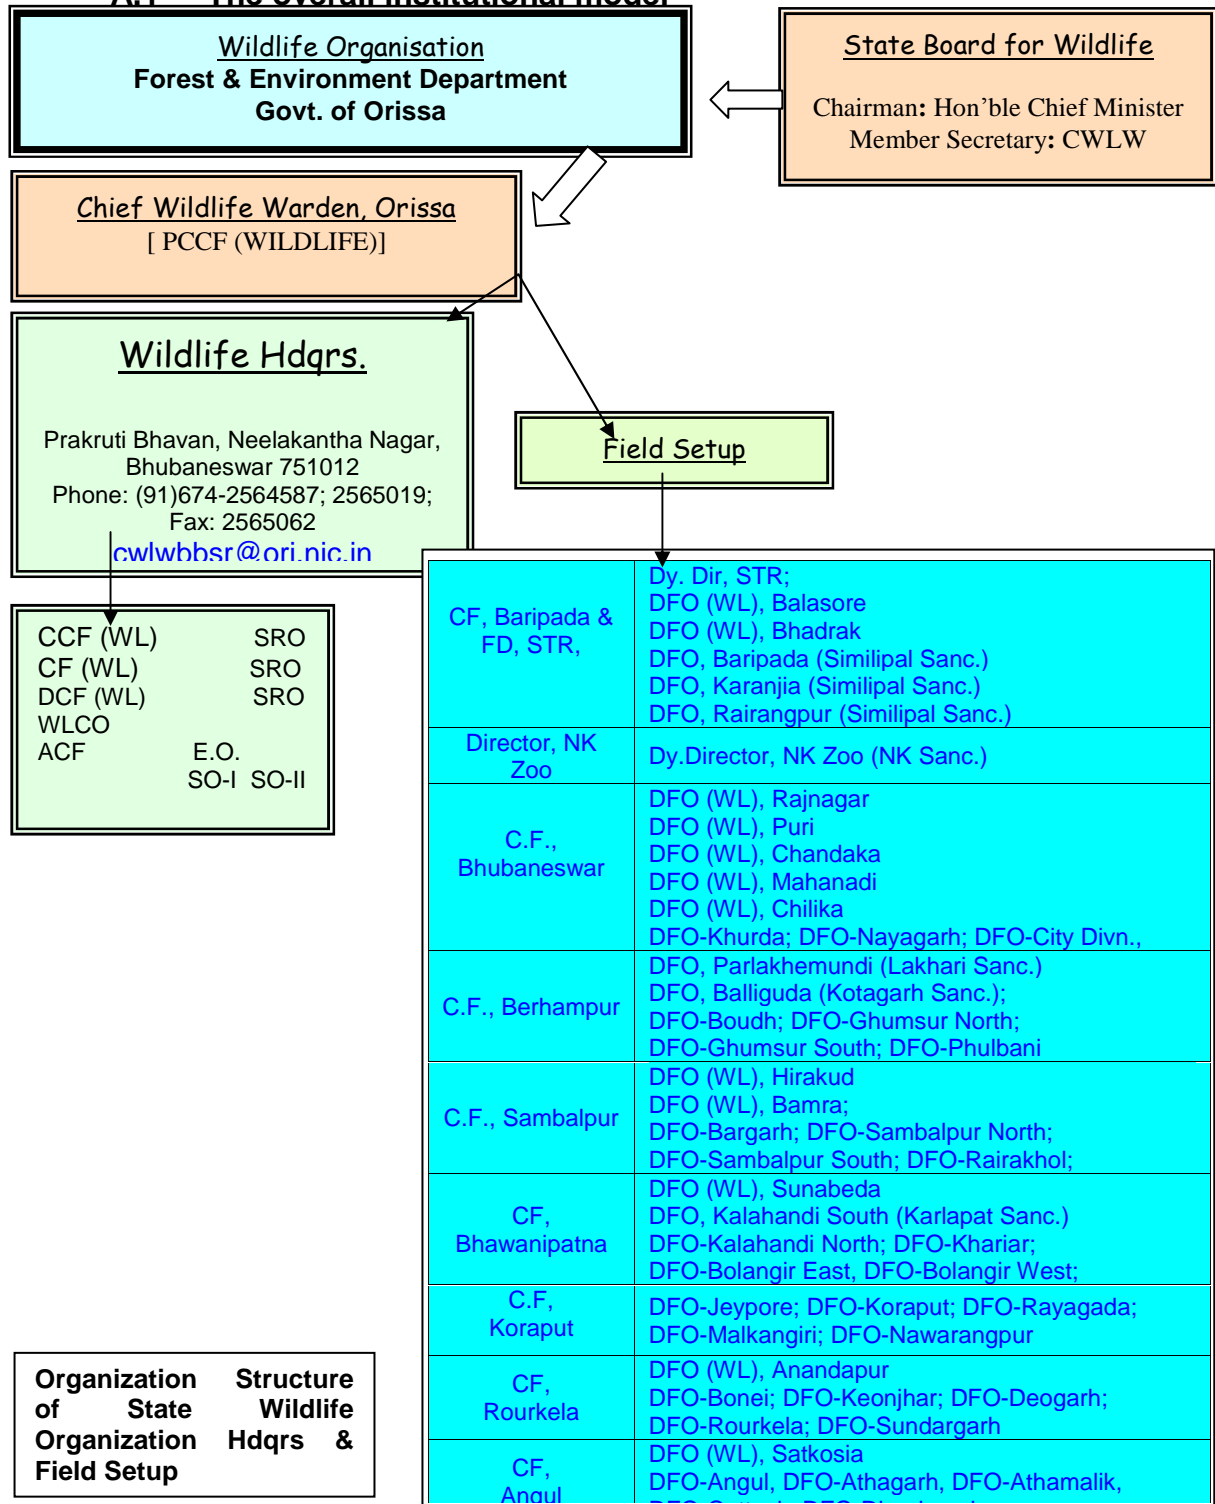 A.1 The overall institutional model
Wildlife Organisation
Forest & Environment Department
Govt. of Orissa
State Board for Wildlife
Chairman: Hon'ble Chief Minister
Member Secretary: CWLW
Chief Wildlife Warden, Orissa
[ PCCF (WILDLIFE)]
Wildlife Hdqrs.
Prakruti Bhavan, Neelakantha Nagar,
Bhubaneswar 751012
Phone: (91)674-2564587; 2565019;
Fax: 2565062
cwlwbbsr@ori.nic.in
Field Setup
CCF (WL) SRO
CF (WL) SRO
DCF (WL) SRO
WLCO
ACF E.O.
SO-I SO-II
CF, Baripada &
FD, STR,
Dy. Dir, STR;
DFO (WL), Balasore
DFO (WL), Bhadrak
DFO, Baripada (Similipal Sanc.)
DFO, Karanjia (Similipal Sanc.)
DFO, Rairangpur (Similipal Sanc.)
Director, NK
Zoo
Dy.Director, NK Zoo (NK Sanc.)
C.F.,
Bhubaneswar
DFO (WL), Rajnagar
DFO (WL), Puri
DFO (WL), Chandaka
DFO (WL), Mahanadi
DFO (WL), Chilika
DFO-Khurda; DFO-Nayagarh; DFO-City Divn.,
C.F., Berhampur
DFO, Parlakhemundi (Lakhari Sanc.)
DFO, Balliguda (Kotagarh Sanc.);
DFO-Boudh; DFO-Ghumsur North;
DFO-Ghumsur South; DFO-Phulbani
C.F., Sambalpur
DFO (WL), Hirakud
DFO (WL), Bamra;
DFO-Bargarh; DFO-Sambalpur North;
DFO-Sambalpur South; DFO-Rairakhol;
CF,
Bhawanipatna
DFO (WL), Sunabeda
DFO, Kalahandi South (Karlapat Sanc.)
DFO-Kalahandi North; DFO-Khariar;
DFO-Bolangir East, DFO-Bolangir West;
C.F,
Koraput
DFO-Jeypore; DFO-Koraput; DFO-Rayagada;
DFO-Malkangiri; DFO-Nawarangpur
CF,
Rourkela
DFO (WL), Anandapur
DFO-Bonei; DFO-Keonjhar; DFO-Deogarh;
DFO-Rourkela; DFO-Sundargarh
CF,
Angul
DFO (WL), Satkosia
DFO-Angul, DFO-Athagarh, DFO-Athamalik,
Organization Structure
of State Wildlife
Organization Hdqrs &
Field Setup